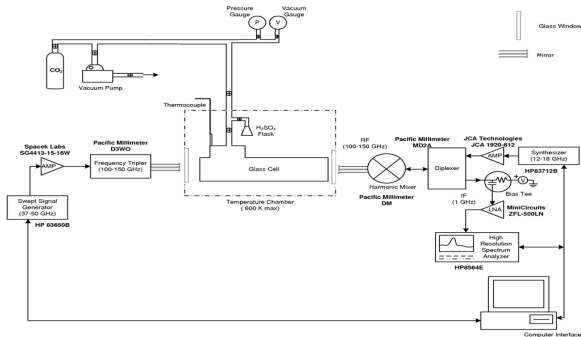 Pressure
Gauge
Vacuum
Gauge
P
V
Glass Window
Mirror
CO2
Vacuum Pump
Thermocouple
H2SO4
Flask
Spacek Labs
SG4413-15-16W
AMP
Pacific Millimeter
D3WO
Frequency Tripler
(100-150 GHz)
Glass Cell
Temperature Chamber
( 600 K max)
RF
(100-150 GHz)
Harmonic Mixer
Pacific Millimeter
DM
Pacific Millimeter
MD2A
Diplexer
JCA Technologies
JCA 1920-612
AMP
Synthesizer
(12-18 GHz)
HP83712B
V
Bias Tee
IF
(1 GHz)
LNA
MiniCircuits
ZFL-500LN
Swept Signal
Generator
(37-50 GHz)
HP 83650B
High
Resolution
Spectrum
Analyzer
HP8564E
Computer Interface